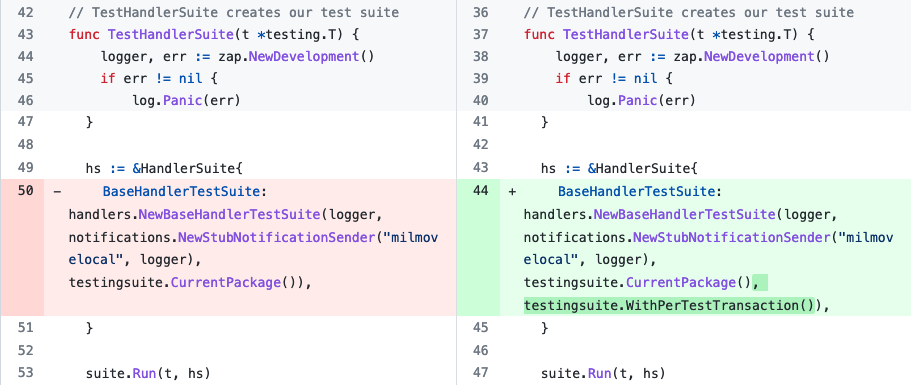 42 // TestHandlerSuite creates our test suite
43 func TestHandlerSuite(t *testing.T) {
44 logger, err := zap.NewDevelopment()
45 if err != nil {
46 log.Panic(err)
47 }
48
49 hs := &HandlerSuite{
50 - BaseHandlerTestSuite:
handlers.NewBaseHandlerTestSuite(logger,
notifications.NewStubNotificationSender("milmov
elocal", logger),
testingsuite.CurrentPackage()),
51 }
52
53 suite.Run(t, hs)
36 // TestHandlerSuite creates our test suite
37 func TestHandlerSuite(t *testing.T) {
38 logger, err := zap.NewDevelopment()
39 if err != nil {
40 log.Panic(err)
41 }
42
43 hs := &HandlerSuite{
44 + BaseHandlerTestSuite:
handlers.NewBaseHandlerTestSuite(logger,
notifications.NewStubNotificationSender("milmov
elocal", logger),
testingsuite.CurrentPackage(),
testingsuite.WithPerTestTransaction()),
45 }
46
47 suite.Run(t, hs)